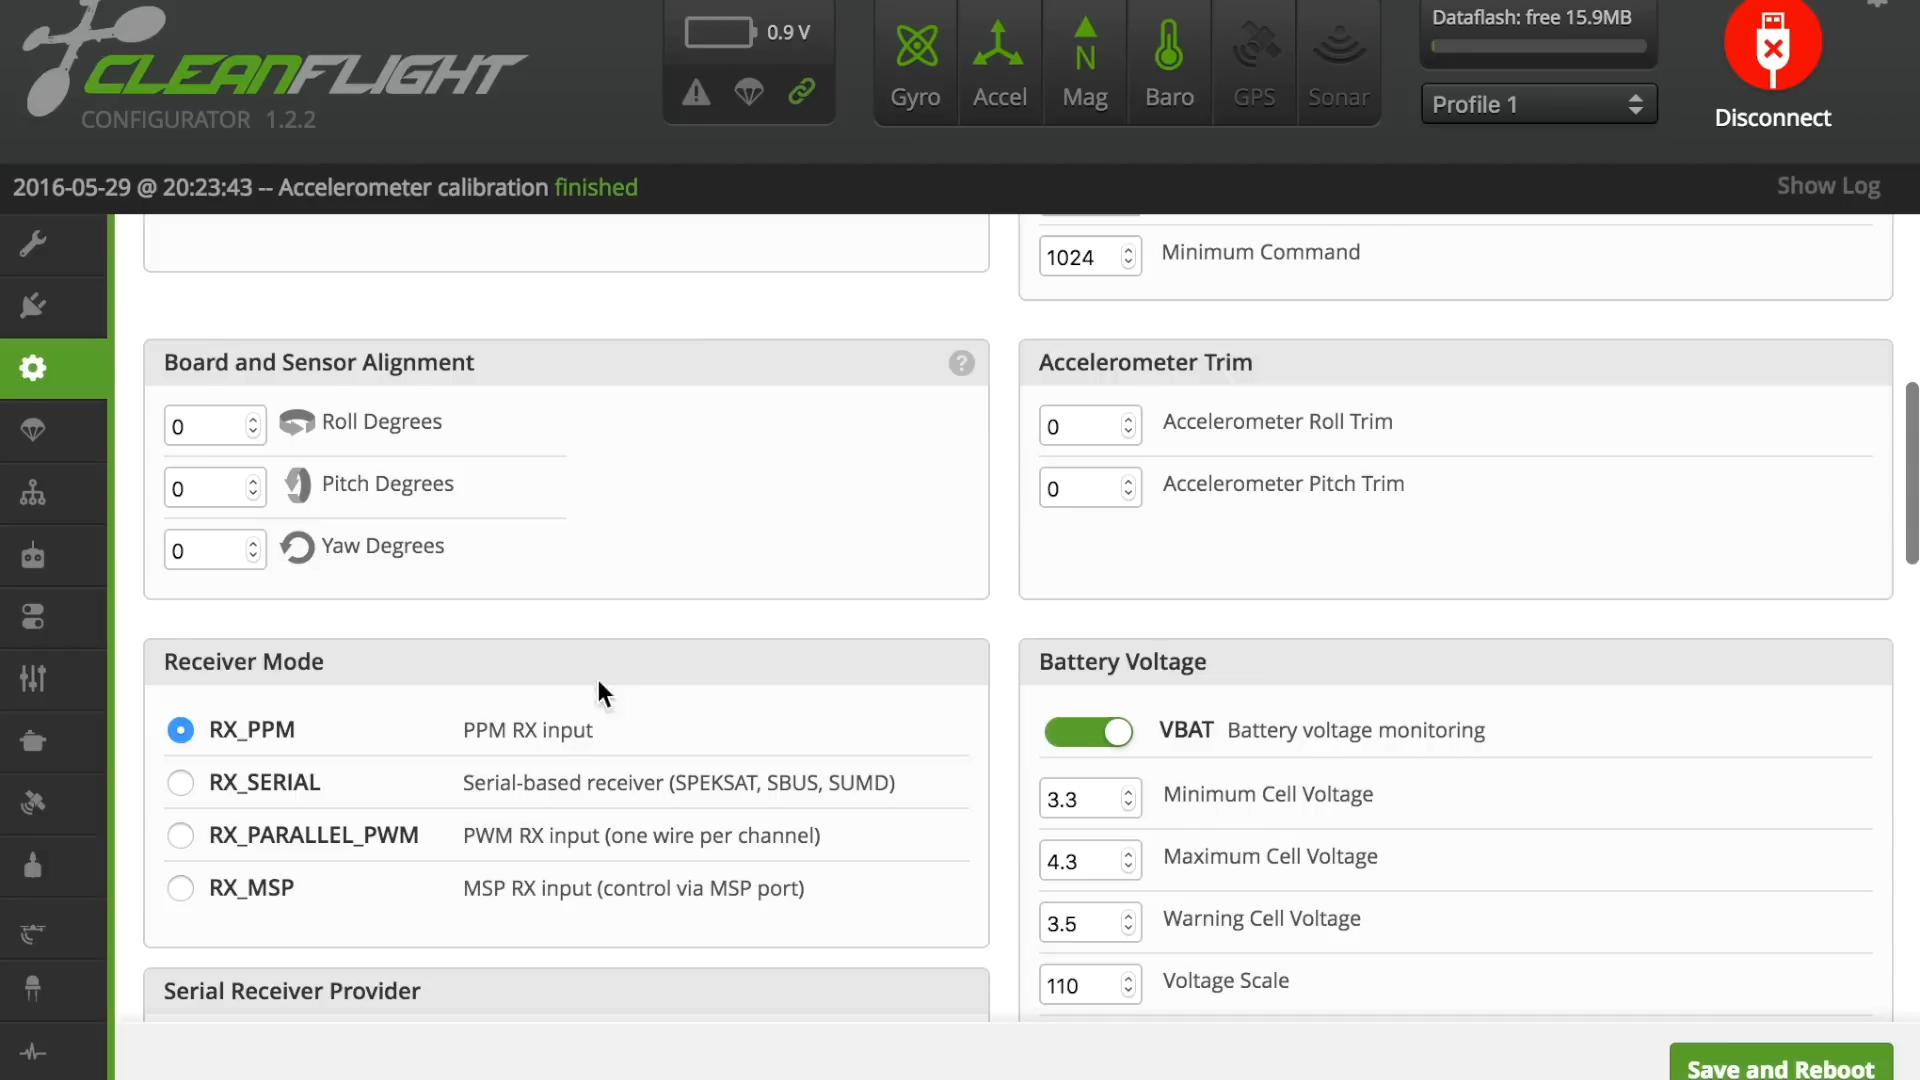 CLEANFLIGHT
CONFIGURATOR 1.2.2
0.9 V
Gyro
Accel
N
Mag
Baro
GPS
Sonar
Dataflash: free 15.9MB
Profile 1
Disconnect
2016-05-29 @ 20:23:43 -- Accelerometer calibration finished
Show Log
1024 Minimum Command
Board and Sensor Alignment ?
0 Roll Degrees
0 Pitch Degrees
0 Yaw Degrees
Accelerometer Trim
0 Accelerometer Roll Trim
0 Accelerometer Pitch Trim
Receiver Mode
RX_PPM PPM RX input
RX_SERIAL Serial-based receiver (SPEKSAT, SBUS, SUMD)
RX_PARALLEL_PWM PWM RX input (one wire per channel)
RX_MSP MSP RX input (control via MSP port)
Serial Receiver Provider
Battery Voltage
VBAT Battery voltage monitoring
3.3 Minimum Cell Voltage
4.3 Maximum Cell Voltage
3.5 Warning Cell Voltage
110 Voltage Scale
Save and Reboot